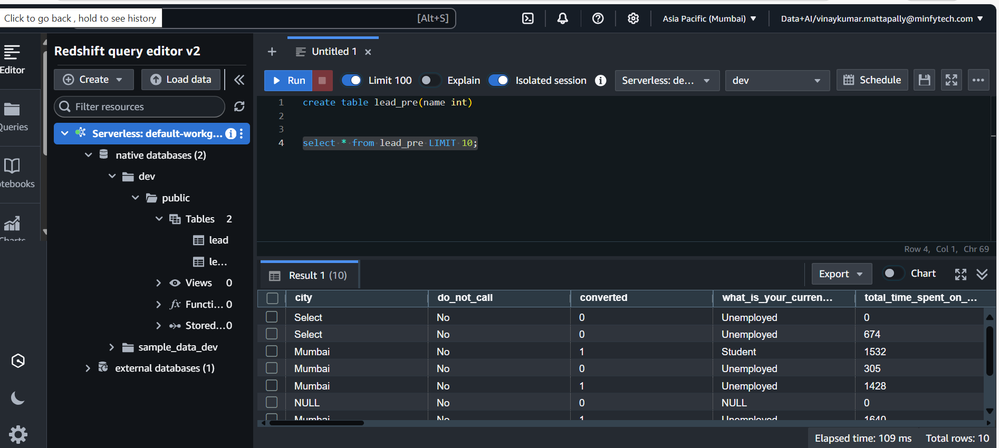 Click to go back , hold to see history
[Alt+S]
Asia Pacific (Mumbai)
Data+AI/vinaykumar.mattapally@minfytech.com
Editor
Queries
otebooks
Charts
Redshift query editor v2
Create
Load data
Filter resources
Serverless: default-workg...
native databases (2)
dev
public
Tables 2
lead
le...
Views 0
fx Functi... 0
Stored...0
sample_data_dev
external databases (1)
Untitled 1
Run
Limit 100
Explain
Isolated session
Serverless: de...
dev
Schedule
1 create table lead_pre(name int)
2
3
4 select * from lead_pre LIMIT 10;
Row 4, Col 1, Chr 69
Result 1 (10)
Export
Chart
city do_not_call converted what_is_your_curren... total_time_spent_on_...
Select No 0 Unemployed 0
Select No 0 Unemployed 674
Mumbai No 1 Student 1532
Mumbai No 0 Unemployed 305
Mumbai No 1 Unemployed 1428
NULL No 0 NULL 0
Mumbai No 1 Unemployed 1640
Elapsed time: 109 ms Total rows: 10